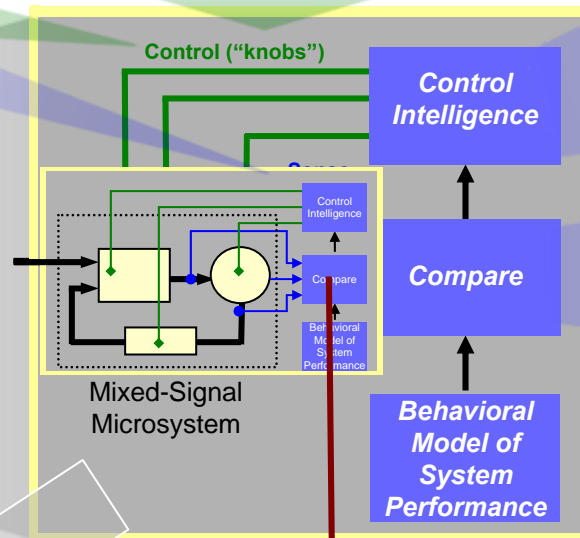 Control (“knobs”)
Control
Intelligence
Control
Intelligence
Compare
Compare
Behavioral
Model of
System
Performance
Mixed-Signal
Microsystem
Behavioral
Model of
System
Performance